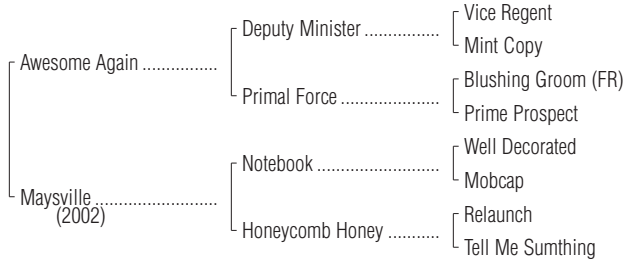 Vice Regent
Deputy Minister ...............
Mint Copy
Awesome Again ...............
Blushing Groom (FR)
Primal Force ....................
Prime Prospect
Well Decorated
Notebook .........................
Mobcap
Maysville .........................
(2002)
Relaunch
Honeycomb Honey ...........
Tell Me Sumthing